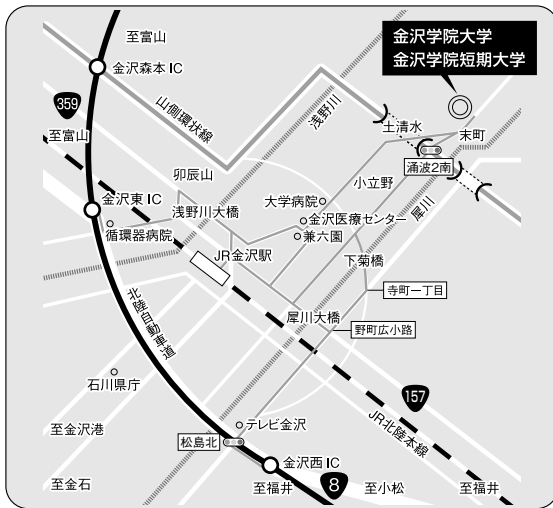 至富山
金沢学院大学
金沢学院短期大学
金沢森本IC
359
至富山
山側環状線
浅野川
土清水
末町
涌波2南
卯辰山
大学病院
小立野
犀川
金沢東IC
浅野川大橋
金沢医療センター
循環器病院
兼六園
JR金沢駅
下菊橋
寺町一丁目
北陸自動車道
犀川大橋
野町広小路
石川県庁
157
JR北陸本線
至金沢港
テレビ金沢
松島北
金沢西IC
至金石
至福井
8
至小松
至福井